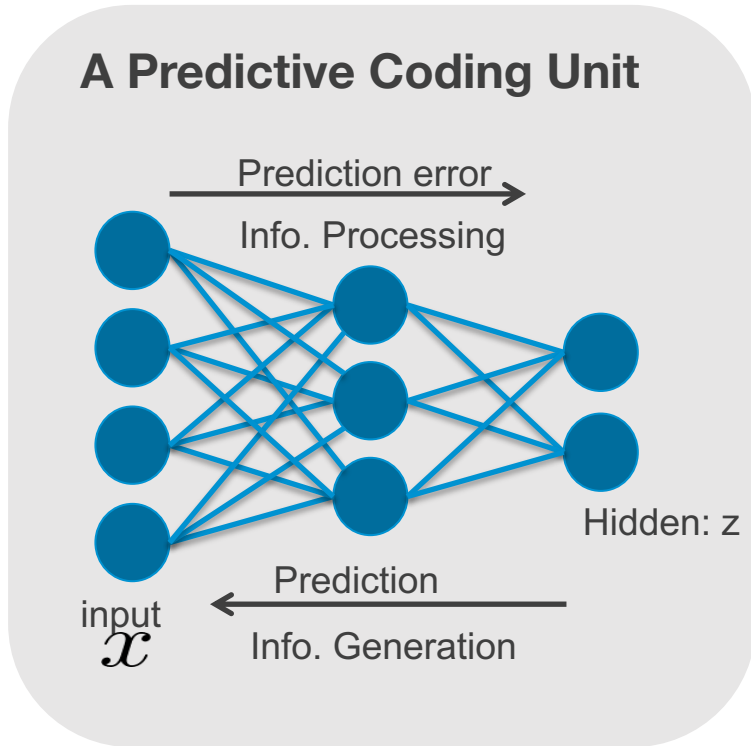 A Predictive Coding Unit
Prediction error
Info. Processing
Hidden: z
Prediction
input
x
Info. Generation